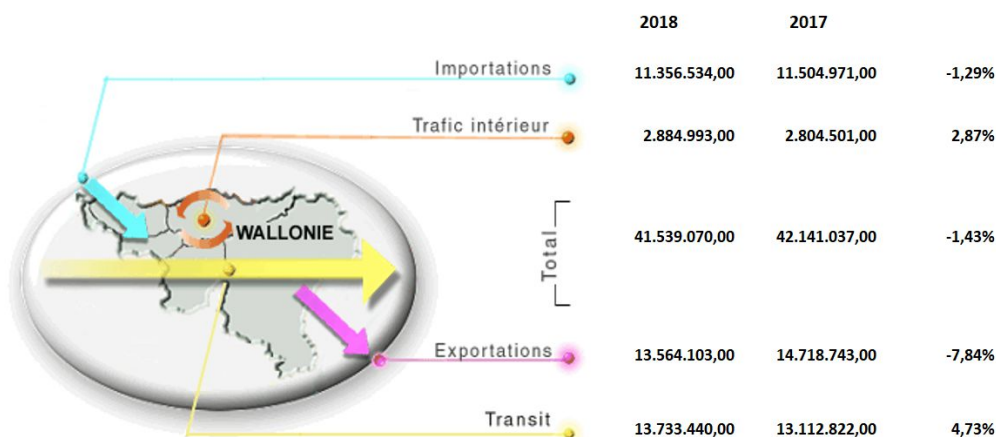 2018 2017
Importations 11.356.534,00 11.504.971,00 -1,29%
Trafic intérieur 2.884.993,00 2.804.501,00 2,87%
WALLONIE
Total 41.539.070,00 42.141.037,00 -1,43%
Exportations 13.564.103,00 14.718.743,00 -7,84%
Transit 13.733.440,00 13.112.822,00 4,73%